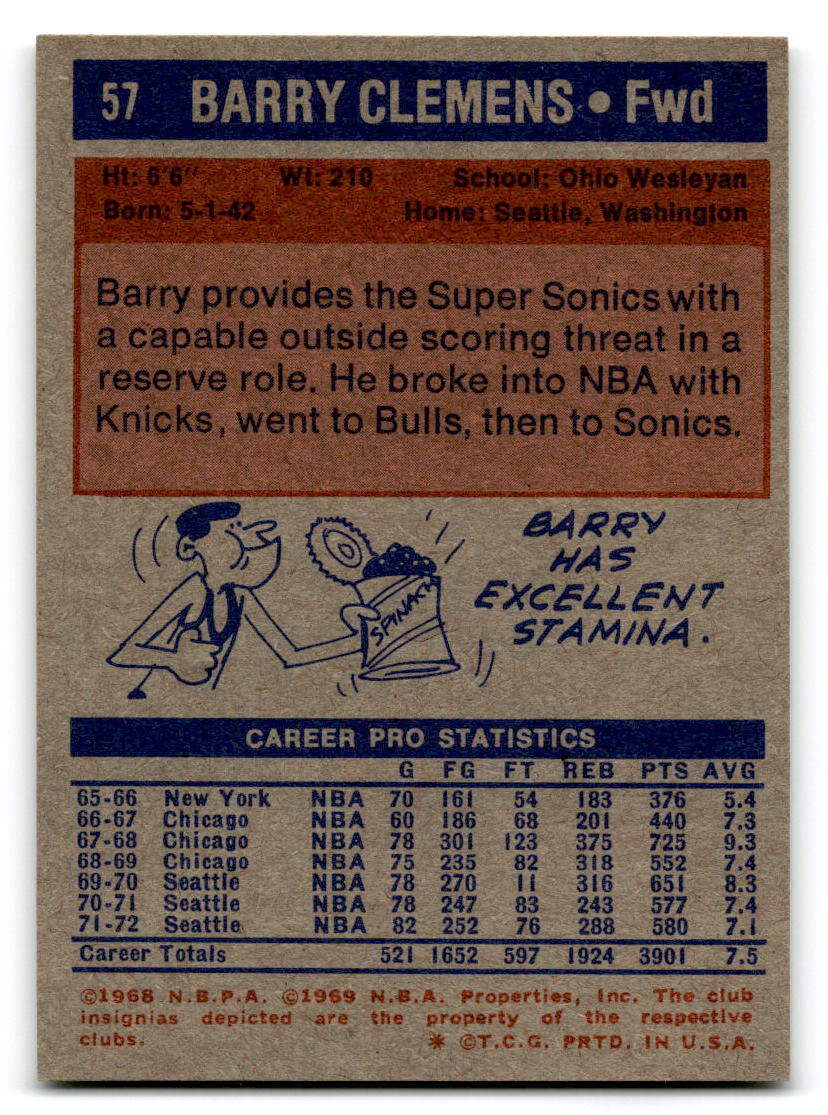 57 BARRY CLEMENS • Fwd
Ht: 6'6" Wt: 210 School: Ohio Wesleyan
Born: 5-1-42 Home: Seattle, Washington
Barry provides the Super Sonics with
a capable outside scoring threat in a
reserve role. He broke into NBA with
Knicks, went to Bulls, then to Sonics.
BARRY
HAS
EXCELLENT
STAMINA.
SPINACH
CAREER PRO STATISTICS
G FG FT REB PTS AVG
65-66 New York NBA 70 161 54 183 376 5.4
66-67 Chicago NBA 60 186 68 201 440 7.3
67-68 Chicago NBA 78 301 123 375 725 9.3
68-69 Chicago NBA 75 235 82 318 552 7.4
69-70 Seattle NBA 78 270 11 316 651 8.3
70-71 Seattle NBA 78 247 83 243 577 7.4
71-72 Seattle NBA 82 252 76 288 580 7.1
Career Totals 521 1652 597 1924 3901 7.5
©1968 N.B.P.A. ©1969 N.B.A. Properties, Inc. The club
insignias depicted are the property of the respective
clubs. * ©T.C.G. PRTD. IN U.S.A.